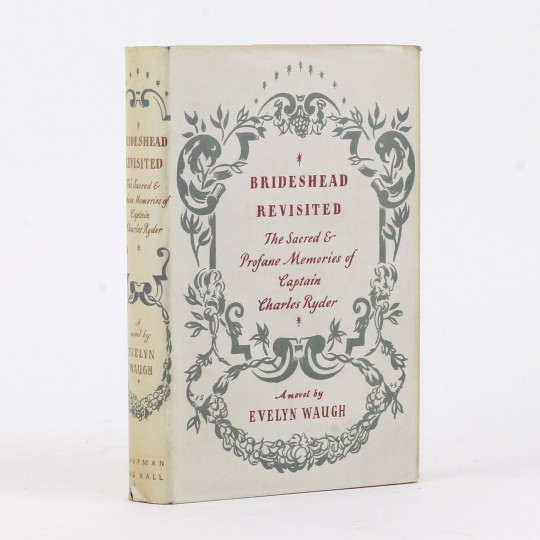 BRIDESHEAD
REVISITED
The Sacred &
Profane Memories of
Captain
Charles Ryder
A novel by
EVELYN WAUGH
BRIDESHEAD
REVISITED
The Sacred &
Profane Memories of
Captain
Charles Ryder
A
novel by
EVELYN
WAUGH
HALL